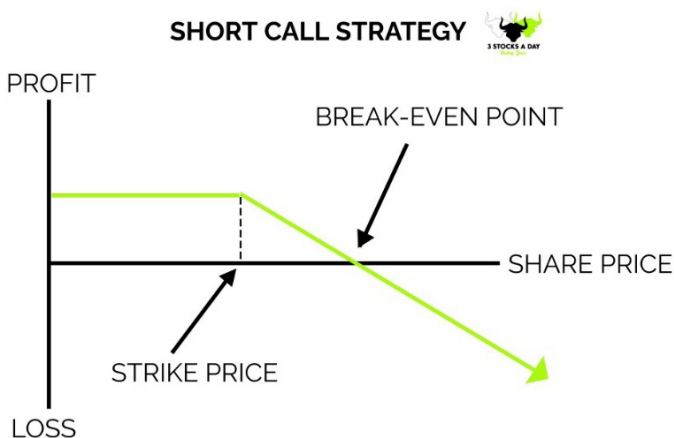 SHORT CALL STRATEGY
3 STOCKS A DAY
PROFIT
BREAK-EVEN POINT
SHARE PRICE
STRIKE PRICE
LOSS